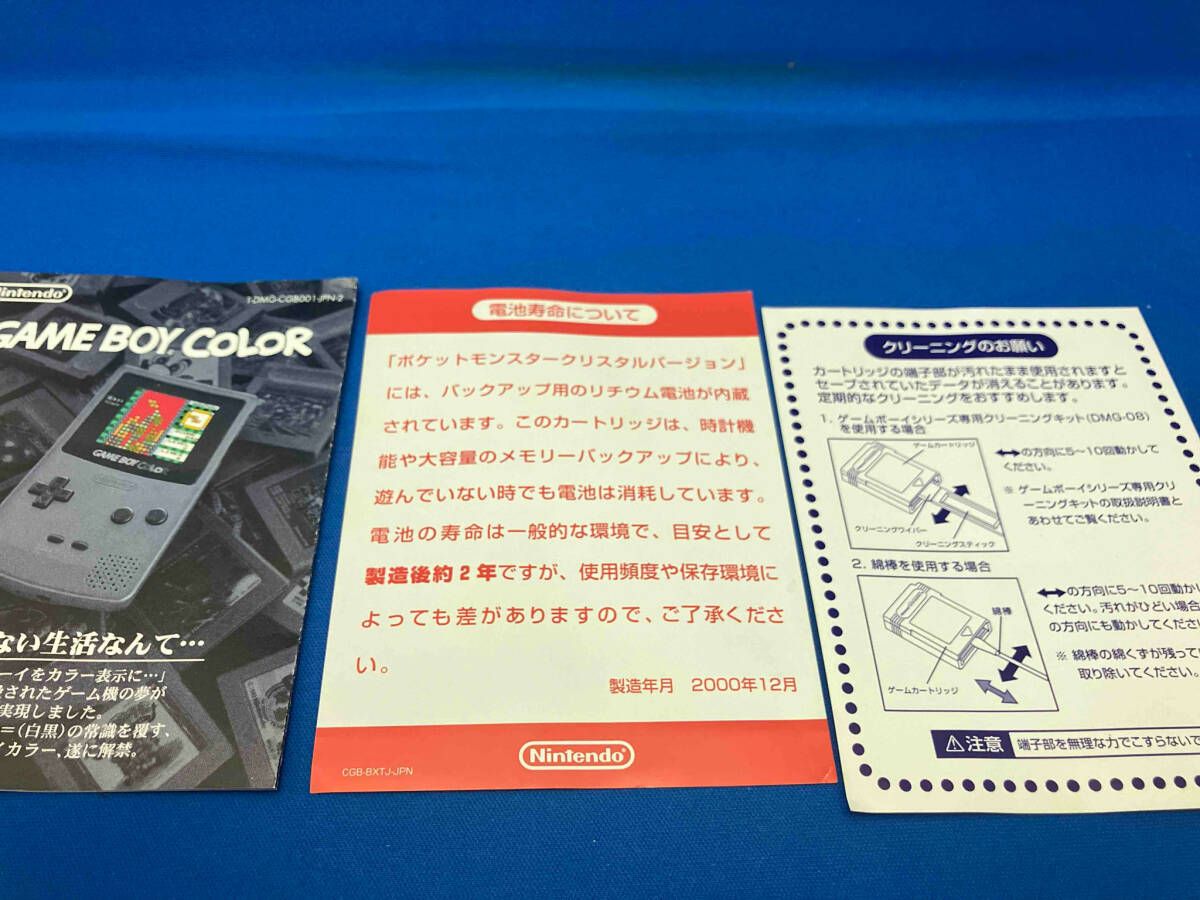 Nintendo
1-DMG-CGB001-JPN-2
GAME BOY COLOR
GAME BOY COLOR
ない生活なんて…
ーイをカラー表示に…」
されたゲーム機の夢が
実現しました。
＝(白黒)の常識を覆す、
イカラー、遂に解禁。
電池寿命について
「ポケットモンスタークリスタルバージョン」
には、バックアップ用のリチウム電池が内蔵
されています。このカートリッジは、時計機
能や大容量のメモリーバックアップにより、
遊んでいない時でも電池は消耗しています。
電池の寿命は一般的な環境で、目安として
製造後約2年ですが、使用頻度や保存環境に
よっても差がありますので、ご了承くださ
い。
製造年月 2000年12月
Nintendo
CGB-BXTJ-JPN
クリーニングのお願い
カートリッジの端子部が汚れたまま使用されますと
セーブされていたデータが消えることがあります。
定期的なクリーニングをおすすめします。
1. ゲームボーイシリーズ専用クリーニングキット(DMG-08)
を使用する場合
ゲームカートリッジ
クリーニングワイパー
クリーニングスティック
の方向に5～10回動かして
ください。
※ ゲームボーイシリーズ専用クリ
ーニングキットの取扱説明書と
あわせてご覧ください。
2. 綿棒を使用する場合
綿棒
ゲームカートリッジ
の方向に5～10回動かし
ください。汚れがひどい場合
の方向にも動かしてくださ
※ 綿棒の綿くずが残ってい
取り除いてください。
注意 端子部を無理な力でこすらないで